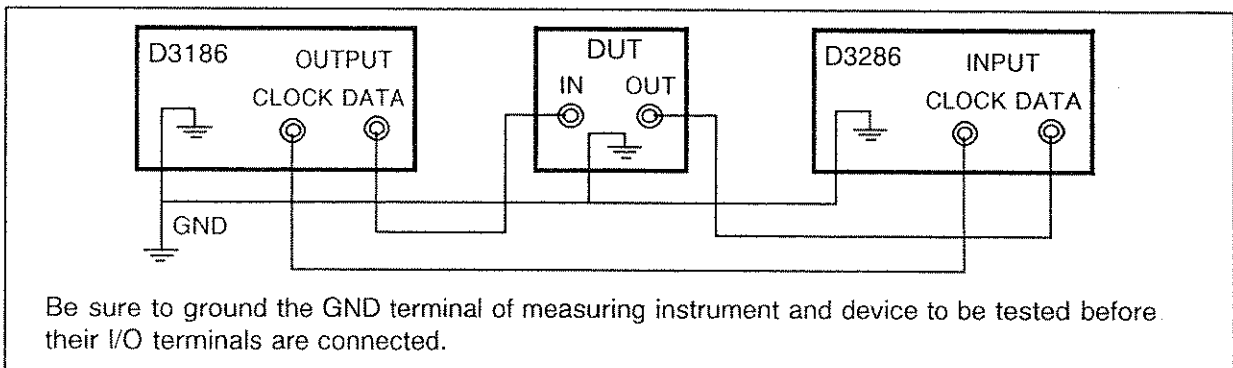 D3186
OUTPUT
CLOCK DATA
DUT
IN OUT
D3286
INPUT
CLOCK DATA
GND
Be sure to ground the GND terminal of measuring instrument and device to be tested before
their I/O terminals are connected.